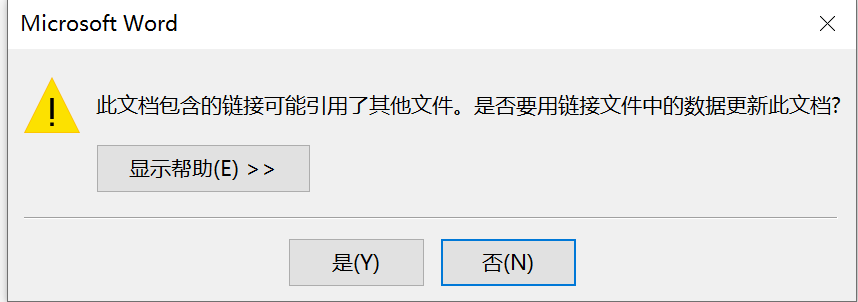 Microsoft Word
此文档包含的链接可能引用了其他文件。是否要用链接文件中的数据更新此文档?
显示帮助(E) >>
是(Y)
否(N)